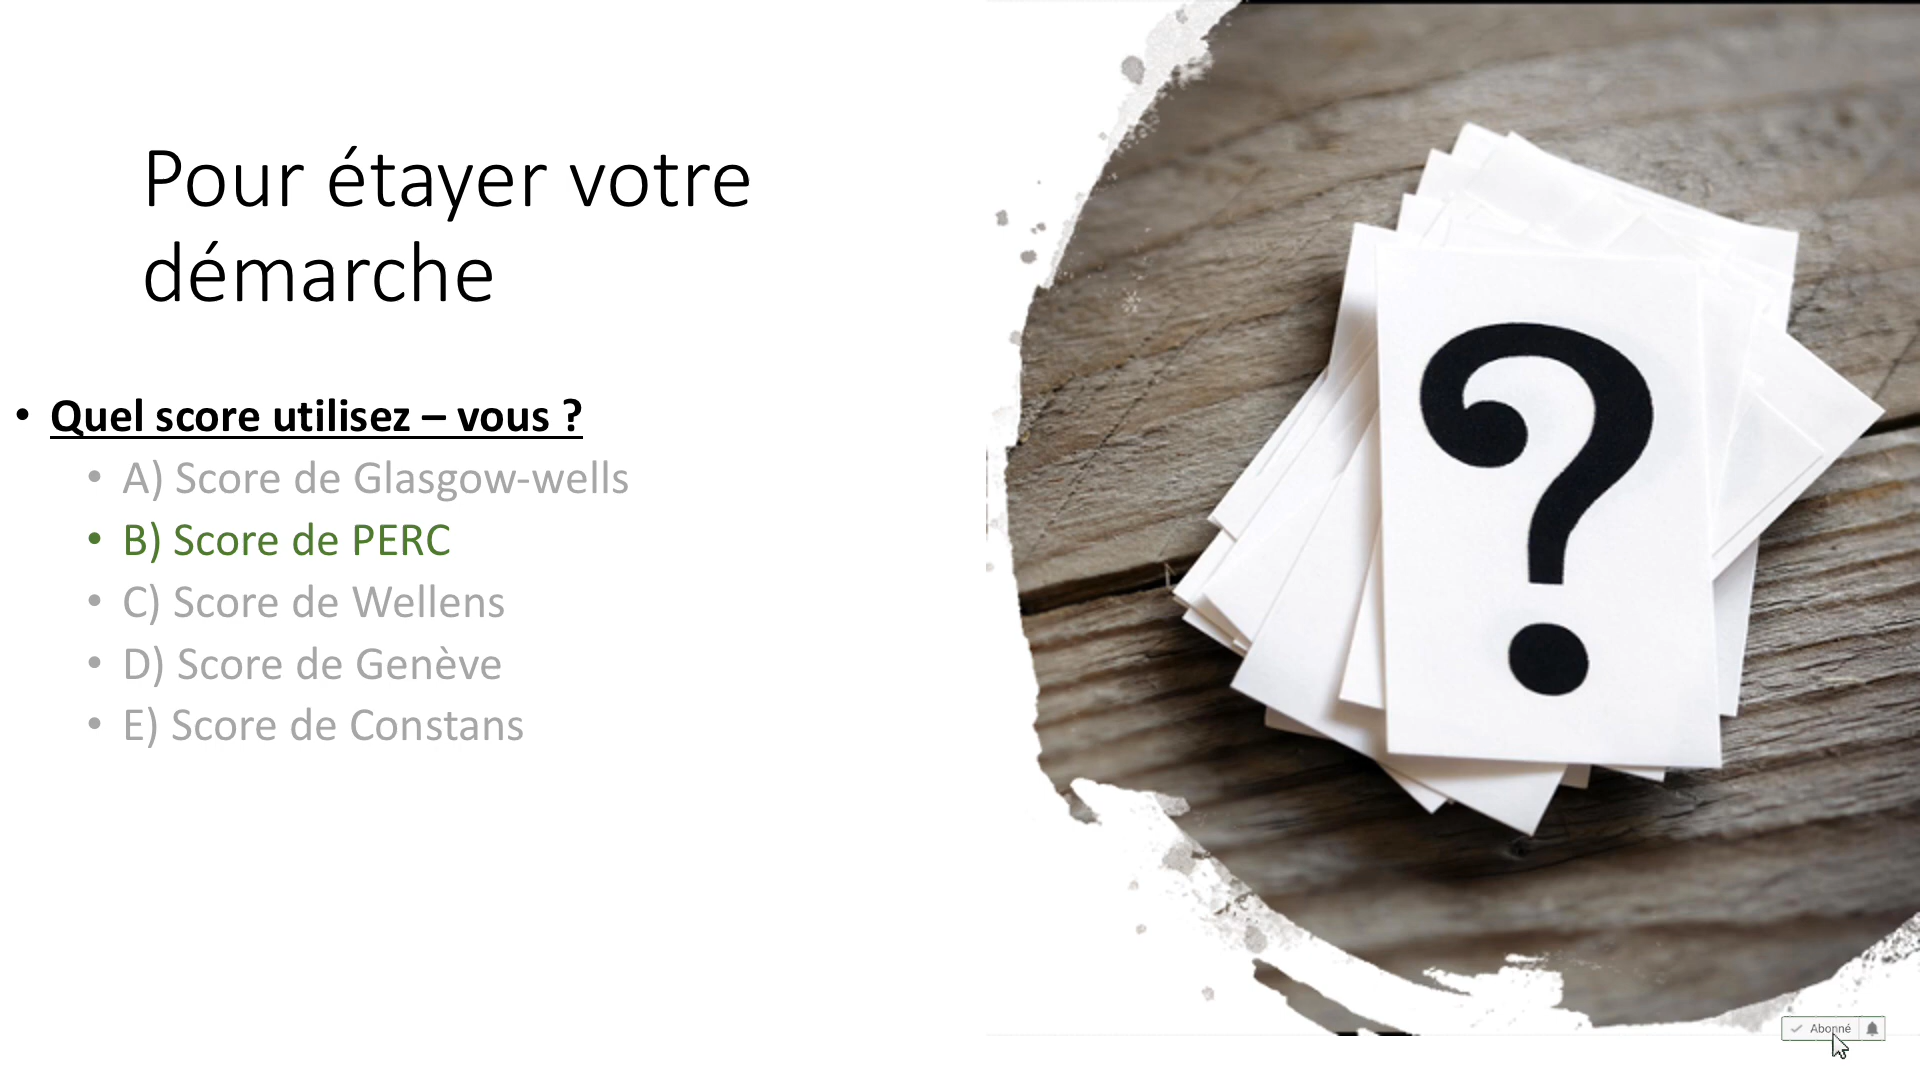 Pour étayer votre
démarche
• Quel score utilisez – vous ?
• A) Score de Glasgow-wells
• B) Score de PERC
• C) Score de Wellens
• D) Score de Genève
• E) Score de Constans
?
Abonné